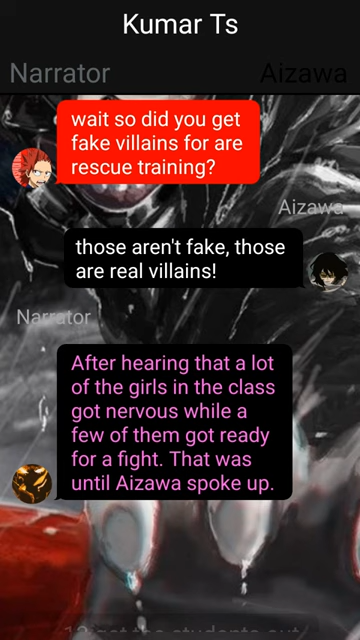 Kumar Ts
Narrator
Aizawa
wait so did you get
fake villains for are
rescue training?
Aizawa
those aren't fake, those
are real villains!
Narrator
After hearing that a lot
of the girls in the class
got nervous while a
few of them got ready
for a fight. That was
until Aizawa spoke up.